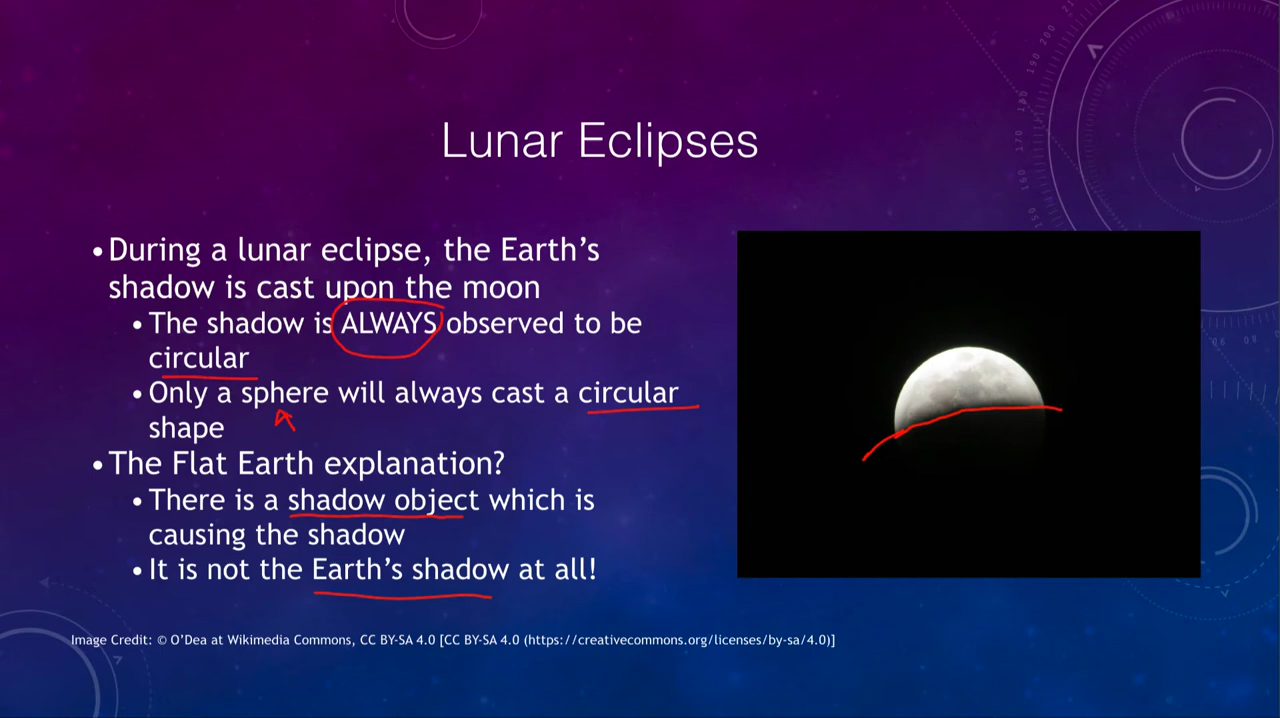 Lunar Eclipses
•During a lunar eclipse, the Earth’s
shadow is cast upon the moon
•The shadow is ALWAYS observed to be
circular
•Only a sphere will always cast a circular
shape
•The Flat Earth explanation?
•There is a shadow object which is
causing the shadow
•It is not the Earth’s shadow at all!
Image Credit: © O’Dea at Wikimedia Commons, CC BY-SA 4.0 [CC BY-SA 4.0 (https://creativecommons.org/licenses/by-sa/4.0)]